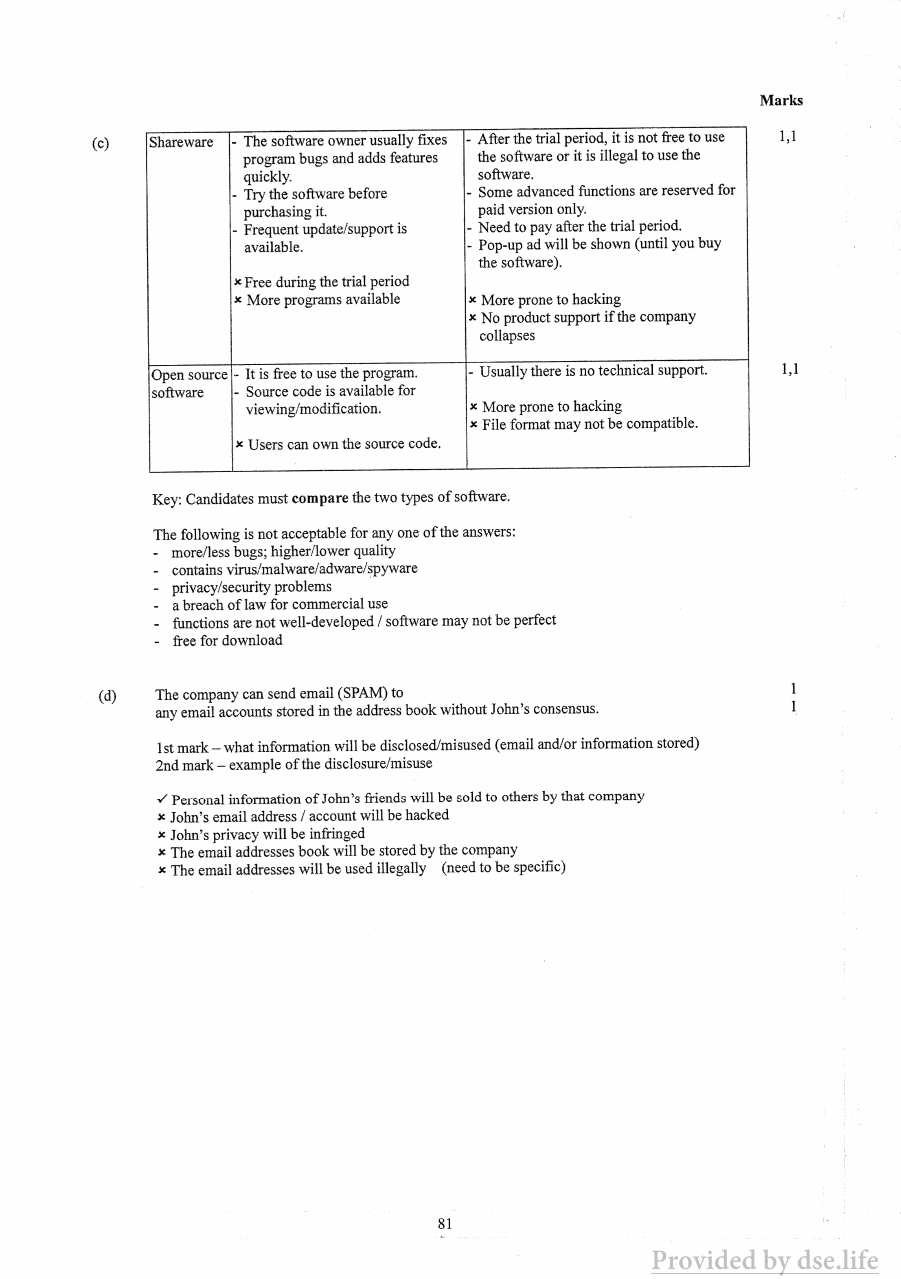 Marks
(c)
Shareware
- The software owner usually fixes
program bugs and adds features
quickly.
- Try the software before
purchasing it.
- Frequent update/support is
available.
× Free during the trial period
× More programs available
- After the trial period, it is not free to use
the software or it is illegal to use the
software.
- Some advanced functions are reserved for
paid version only.
- Need to pay after the trial period.
- Pop-up ad will be shown (until you buy
the software).
× More prone to hacking
× No product support if the company
collapses
1,1
Open source
software
- It is free to use the program.
- Source code is available for
viewing/modification.
× Users can own the source code.
- Usually there is no technical support.
× More prone to hacking
× File format may not be compatible.
1,1
Key: Candidates must compare the two types of software.
The following is not acceptable for any one of the answers:
- more/less bugs; higher/lower quality
- contains virus/malware/adware/spyware
- privacy/security problems
- a breach of law for commercial use
- functions are not well-developed / software may not be perfect
- free for download
(d)
The company can send email (SPAM) to
1
any email accounts stored in the address book without John's consensus.
1
1st mark – what information will be disclosed/misused (email and/or information stored)
2nd mark – example of the disclosure/misuse
✓ Personal information of John's friends will be sold to others by that company
× John's email address / account will be hacked
× John's privacy will be infringed
× The email addresses book will be stored by the company
× The email addresses will be used illegally (need to be specific)
81
Provided by dse.life